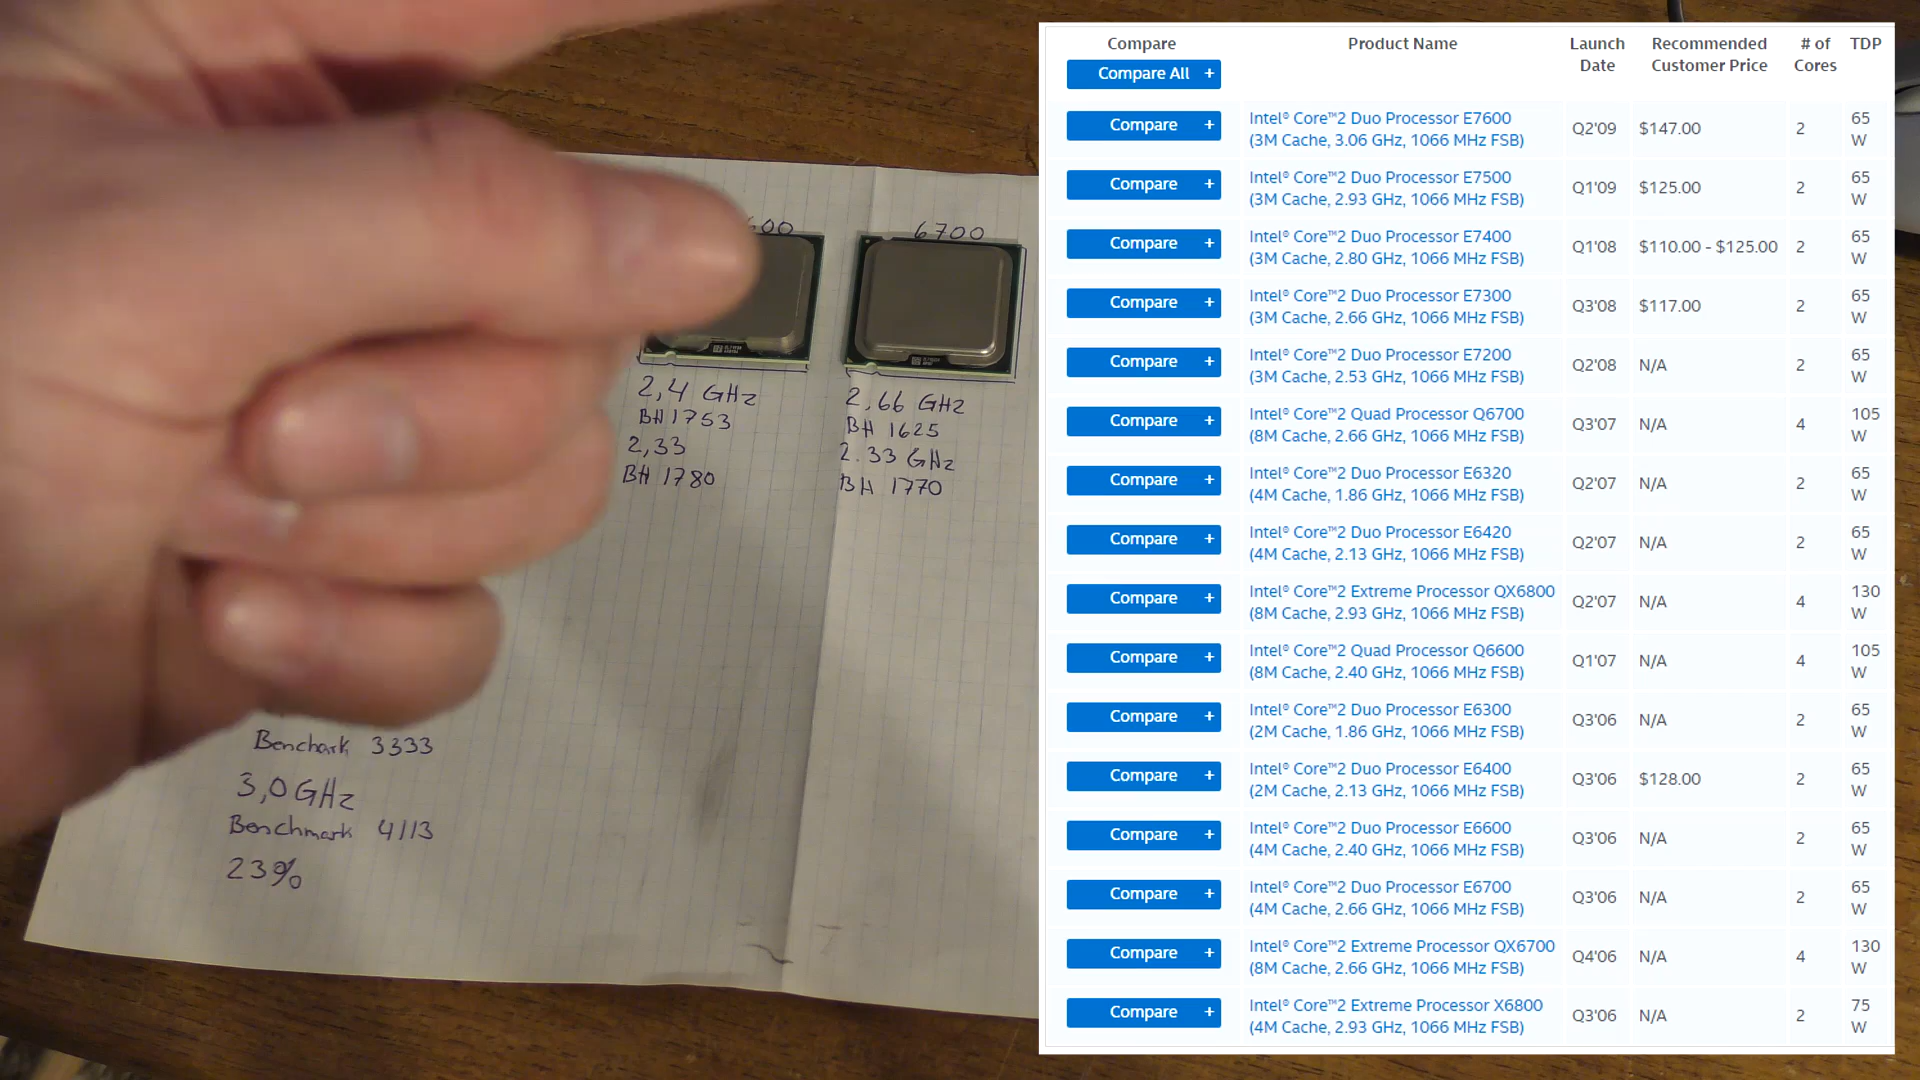 6700
2,4 GHz
BH 1753
2,33
BH 1780
2,66 GHz
BH 1625
2.33 GHz
BH 1770
Benchark 3333
3,0 GHz
Benchmark 4113
23%
Compare Product Name Launch Date Recommended Customer Price # of Cores TDP
Compare All +
Compare + Intel® Core™2 Duo Processor E7600 (3M Cache, 3.06 GHz, 1066 MHz FSB) Q2'09 $147.00 2 65 W
Compare + Intel® Core™2 Duo Processor E7500 (3M Cache, 2.93 GHz, 1066 MHz FSB) Q1'09 $125.00 2 65 W
Compare + Intel® Core™2 Duo Processor E7400 (3M Cache, 2.80 GHz, 1066 MHz FSB) Q1'08 $110.00 - $125.00 2 65 W
Compare + Intel® Core™2 Duo Processor E7300 (3M Cache, 2.66 GHz, 1066 MHz FSB) Q3'08 $117.00 2 65 W
Compare + Intel® Core™2 Duo Processor E7200 (3M Cache, 2.53 GHz, 1066 MHz FSB) Q2'08 N/A 2 65 W
Compare + Intel® Core™2 Quad Processor Q6700 (8M Cache, 2.66 GHz, 1066 MHz FSB) Q3'07 N/A 4 105 W
Compare + Intel® Core™2 Duo Processor E6320 (4M Cache, 1.86 GHz, 1066 MHz FSB) Q2'07 N/A 2 65 W
Compare + Intel® Core™2 Duo Processor E6420 (4M Cache, 2.13 GHz, 1066 MHz FSB) Q2'07 N/A 2 65 W
Compare + Intel® Core™2 Extreme Processor QX6800 (8M Cache, 2.93 GHz, 1066 MHz FSB) Q2'07 N/A 4 130 W
Compare + Intel® Core™2 Quad Processor Q6600 (8M Cache, 2.40 GHz, 1066 MHz FSB) Q1'07 N/A 4 105 W
Compare + Intel® Core™2 Duo Processor E6300 (2M Cache, 1.86 GHz, 1066 MHz FSB) Q3'06 N/A 2 65 W
Compare + Intel® Core™2 Duo Processor E6400 (2M Cache, 2.13 GHz, 1066 MHz FSB) Q3'06 $128.00 2 65 W
Compare + Intel® Core™2 Duo Processor E6600 (4M Cache, 2.40 GHz, 1066 MHz FSB) Q3'06 N/A 2 65 W
Compare + Intel® Core™2 Duo Processor E6700 (4M Cache, 2.66 GHz, 1066 MHz FSB) Q3'06 N/A 2 65 W
Compare + Intel® Core™2 Extreme Processor QX6700 (8M Cache, 2.66 GHz, 1066 MHz FSB) Q4'06 N/A 4 130 W
Compare + Intel® Core™2 Extreme Processor X6800 (4M Cache, 2.93 GHz, 1066 MHz FSB) Q3'06 N/A 2 75 W